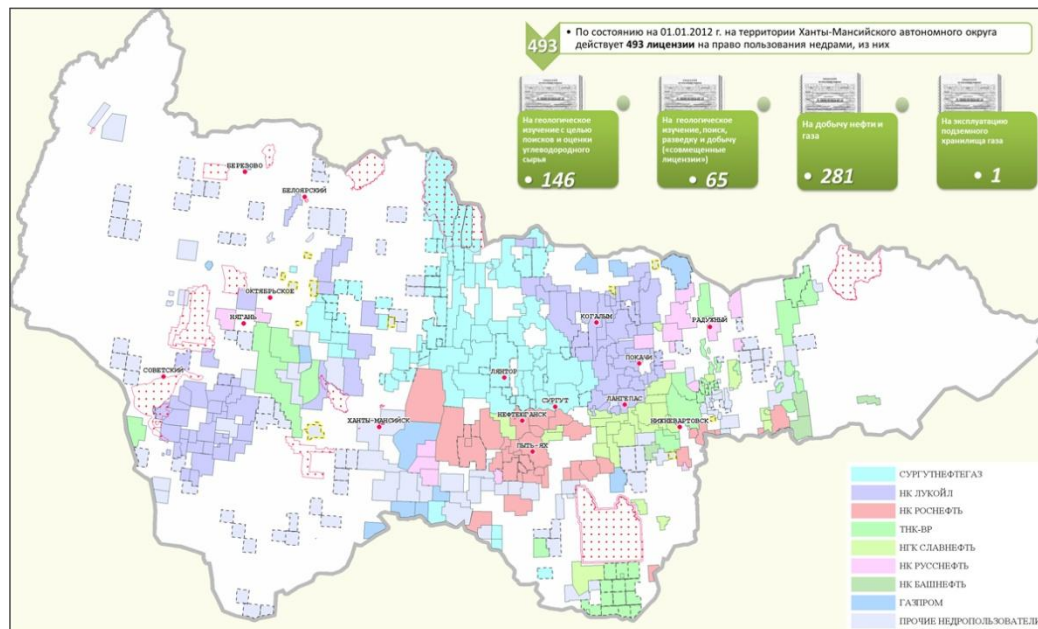 • По состоянию на 01.01.2012 г. на территории Ханты-Мансийского автономного округа
493
действует 493 лицензии на право пользования недрами, из них
На геологическое
изучение с целью
поисков и оценки
углеводородного
сырья
• 146
На геологическое
изучение, поиск,
разведку и добычу
(«совмещенные
лицензии»)
• 65
На добычу нефти и
газа
• 281
На эксплуатацию
подземного
хранилища газа
• 1
БЕРЕЗОВО
БЕЛОЯРСКИЙ
ОКТЯБРЬСКОЕ
НЯГАНЬ
КОГАЛЫМ
РАДУЖНЫЙ
ПОКАЧИ
СОВЕТСКИЙ
ЛЯНТОР
СУРГУТ
ЛАНГЕПАС
ХАНТЫ-МАНСИЙСК
НЕФТЕЮГАНСК
НИЖНЕВАРТОВСК
ПЫТЬ-ЯХ
СУРГУТНЕФТЕГАЗ
НК ЛУКОЙЛ
НК РОСНЕФТЬ
ТНК-ВР
НГК СЛАВНЕФТЬ
НК РУССНЕФТЬ
НК БАШНЕФТЬ
ГАЗПРОМ
ПРОЧИЕ НЕДРОПОЛЬЗОВАТЕЛИ